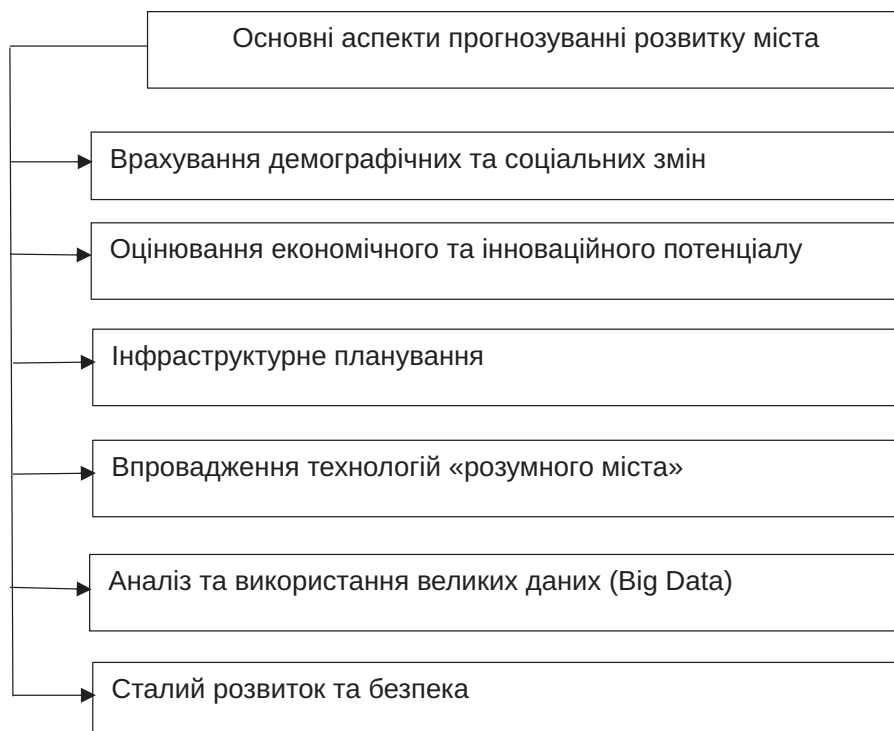 Основні аспекти прогнозуванні розвитку міста
Врахування демографічних та соціальних змін
Оцінювання економічного та інноваційного потенціалу
Інфраструктурне планування
Впровадження технологій «розумного міста»
Аналіз та використання великих даних (Big Data)
Сталий розвиток та безпека